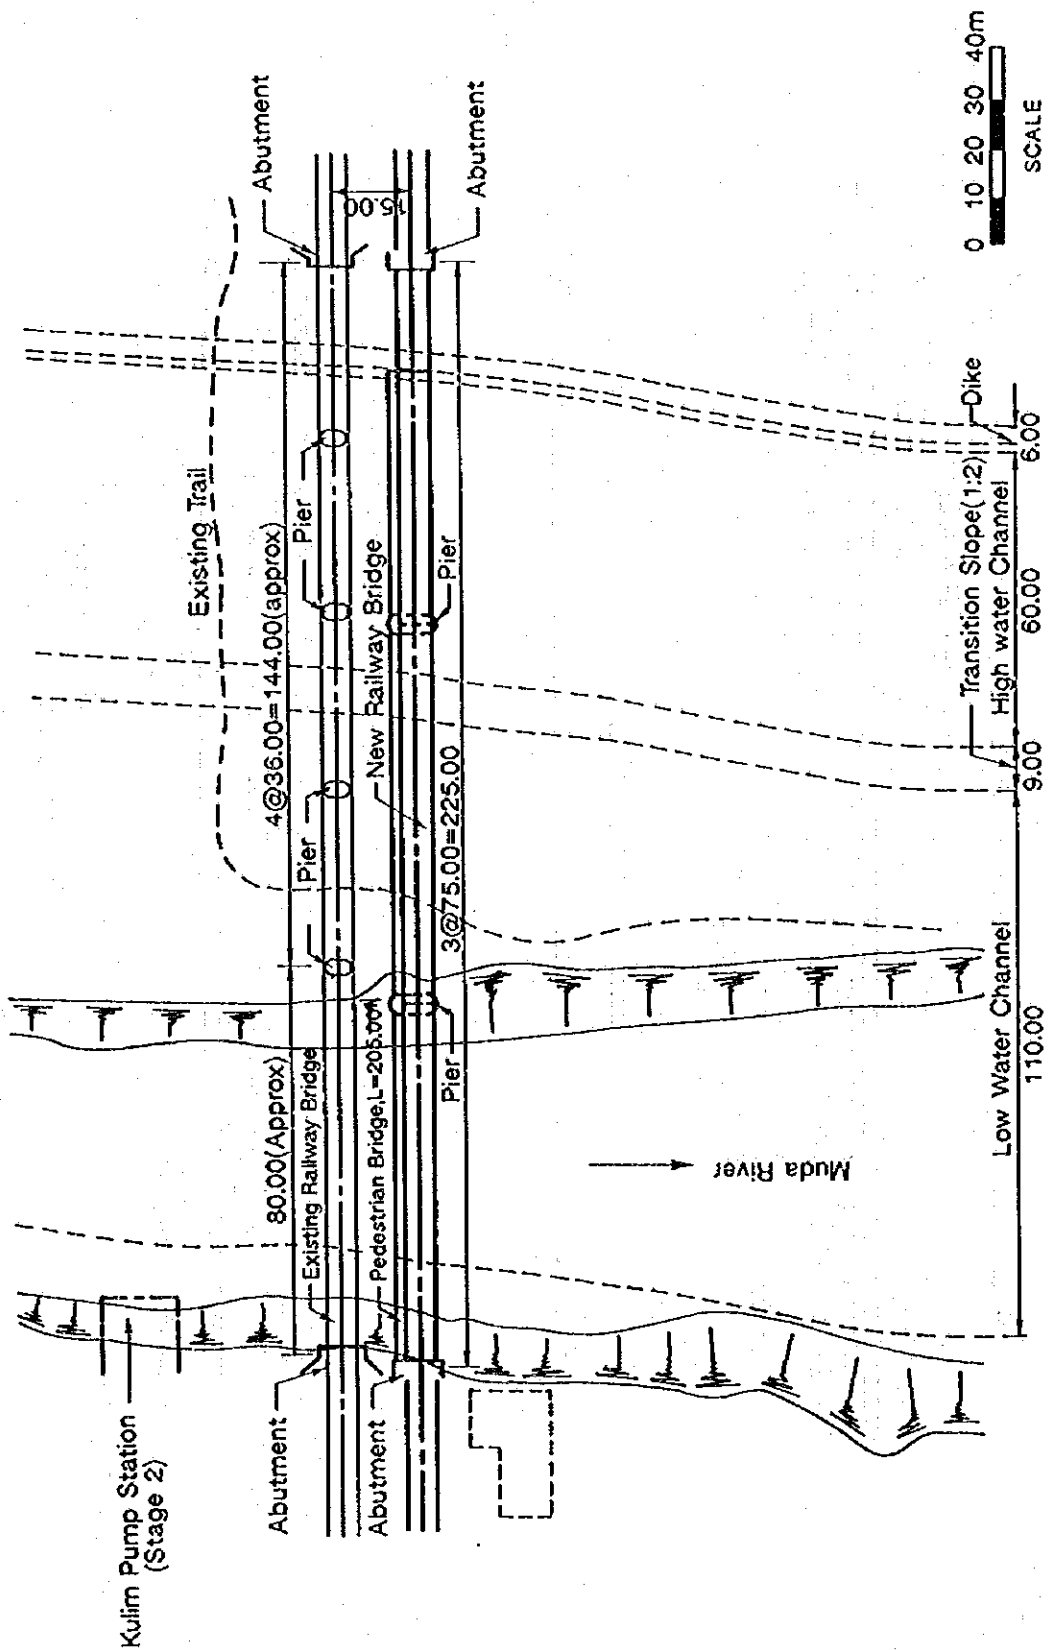 Kulim Pump Station
(Stage 2)
Existing Trail
Abutment
80.00(Approx)
4@36.00=144.00(approx)
Abutment
Existing Railway Bridge
Pier
Pier
Pier
15.00
Abutment
Pedestrian Bridge,L=205.00
New Railway Bridge
Pier
3@75.00=225.00
Pier
Abutment
Muda River
Transition Slope(1:2)
Dike
Low Water Channel
High water Channel
110.00
9.00
60.00
6.00
0 10 20 30 40m
SCALE